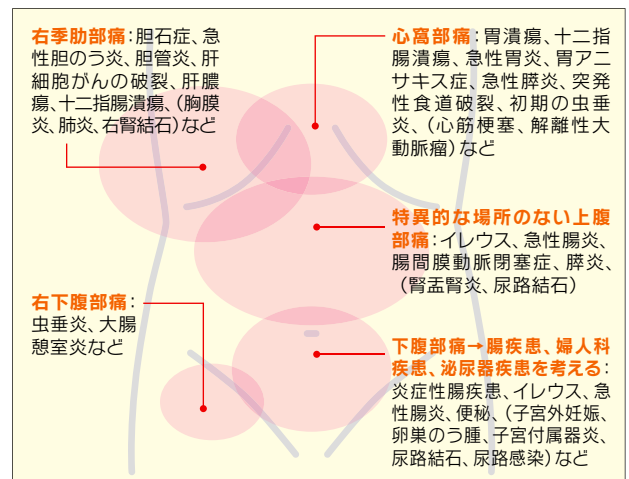 右季肋部痛：胆石症、急
性胆のう炎、胆管炎、肝
細胞がんの破裂、肝膿
瘍、十二指腸潰瘍、（胸膜
炎、肺炎、右腎結石）など
心窩部痛：胃潰瘍、十二指
腸潰瘍、急性胃炎、胃アニ
サキス症、急性膵炎、突発
性食道破裂、初期の虫垂
炎、（心筋梗塞、解離性大
動脈瘤）など
特異的な場所のない上腹
部痛：イレウス、急性腸炎、
腸間膜動脈閉塞症、膵炎、
（腎盂腎炎、尿路結石）
右下腹部痛：
虫垂炎、大腸
憩室炎など
下腹部痛→腸疾患、婦人科
疾患、泌尿器疾患を考える：
炎症性腸疾患、イレウス、急
性腸炎、便秘、（子宮外妊娠、
卵巣のう腫、子宮付属器炎、
尿路結石、尿路感染）など